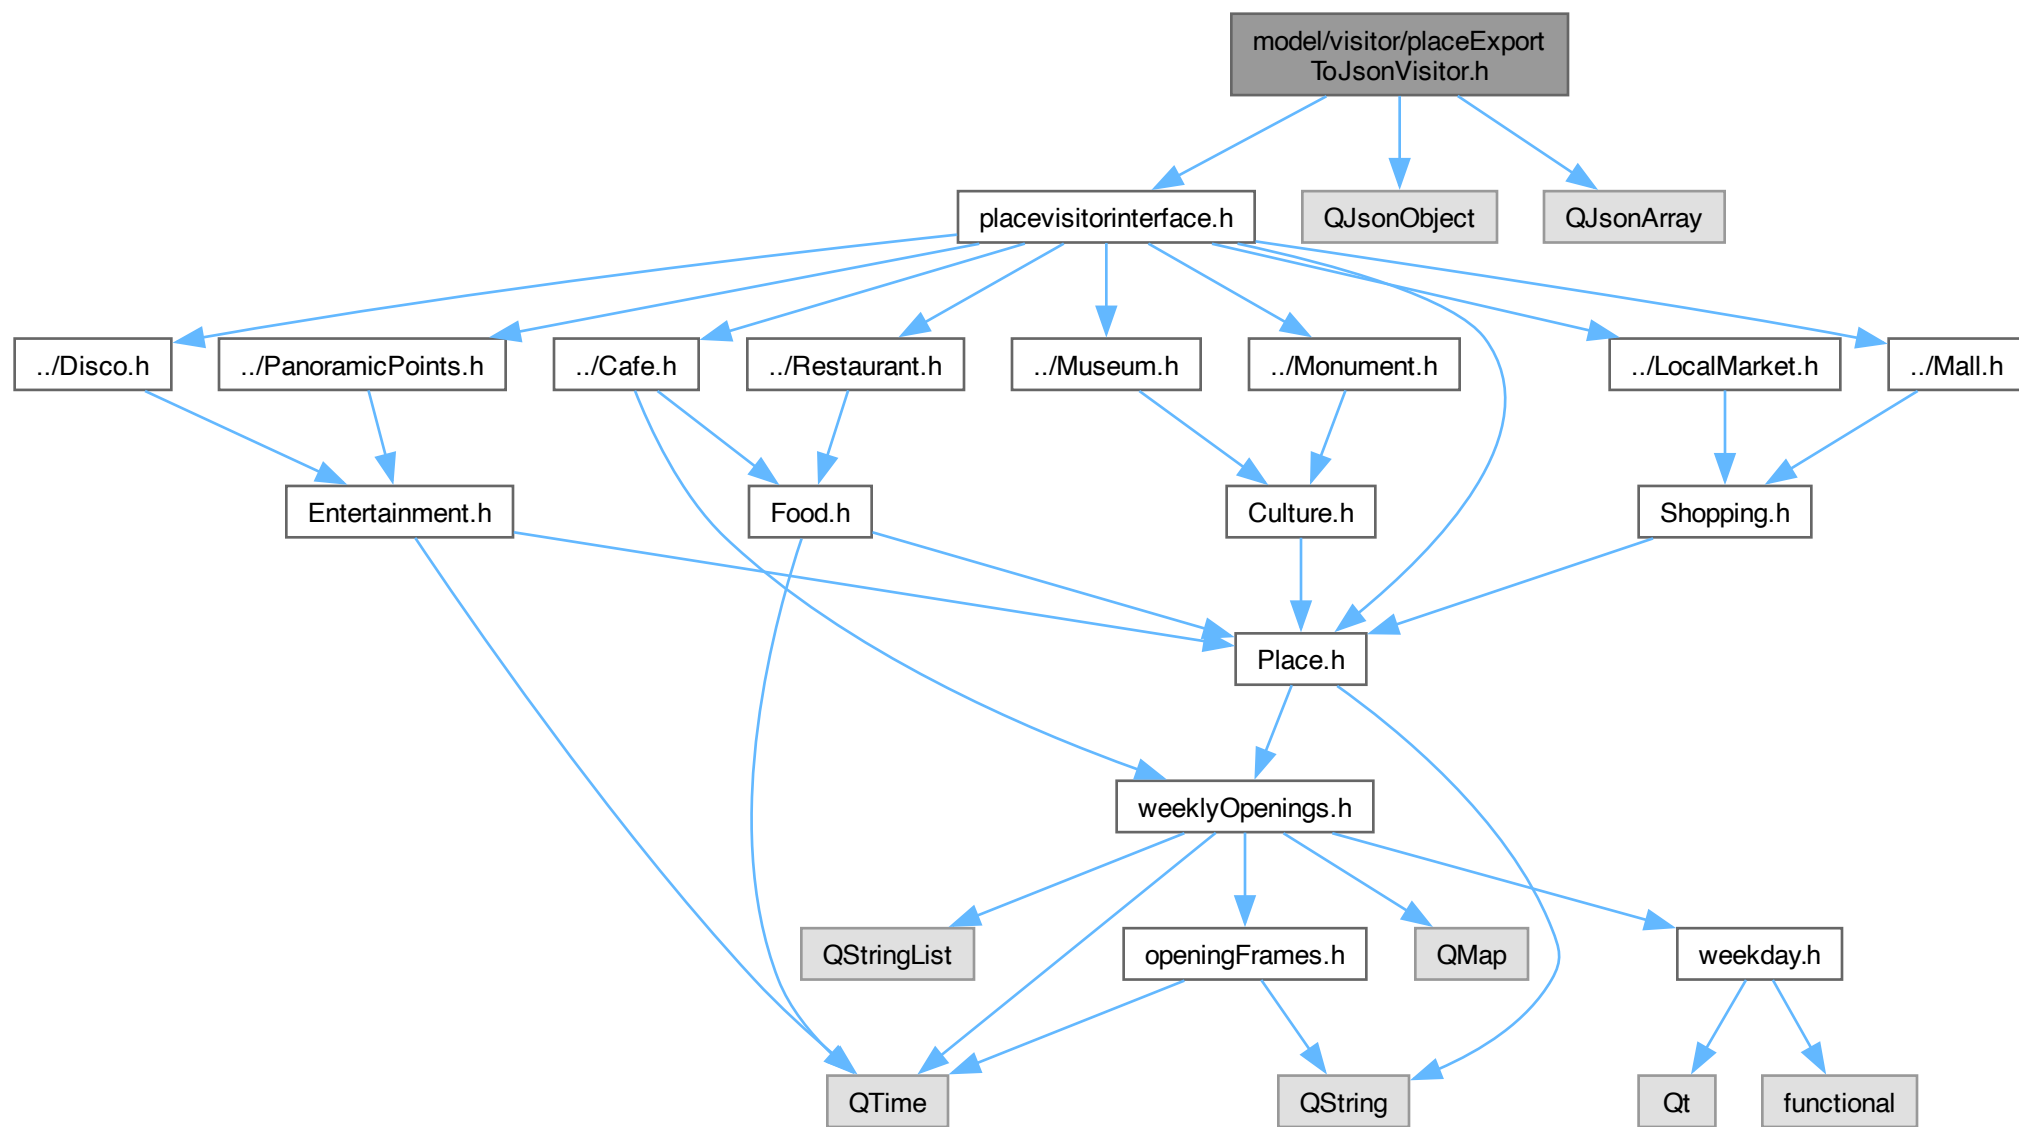 model/visitor/placeExport
ToJsonVisitor.h
placevisitorinterface.h
QJsonObject
QJsonArray
../Disco.h
../PanoramicPoints.h
../Cafe.h
../Restaurant.h
../Museum.h
../Monument.h
../LocalMarket.h
../Mall.h
Entertainment.h
Food.h
Culture.h
Shopping.h
Place.h
weeklyOpenings.h
QStringList
openingFrames.h
QMap
weekday.h
QTime
QString
Qt
functional